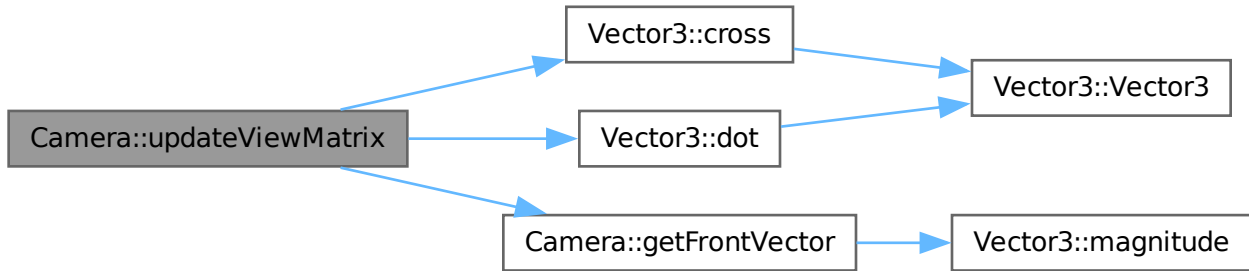 Vector3::cross
Vector3::Vector3
Camera::updateViewMatrix
Vector3::dot
Camera::getFrontVector
Vector3::magnitude